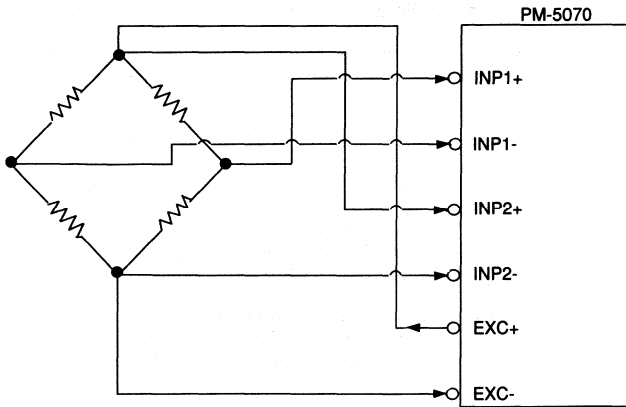 PM-5070
INP1+
INP1-
INP2+
INP2-
EXC+
EXC-